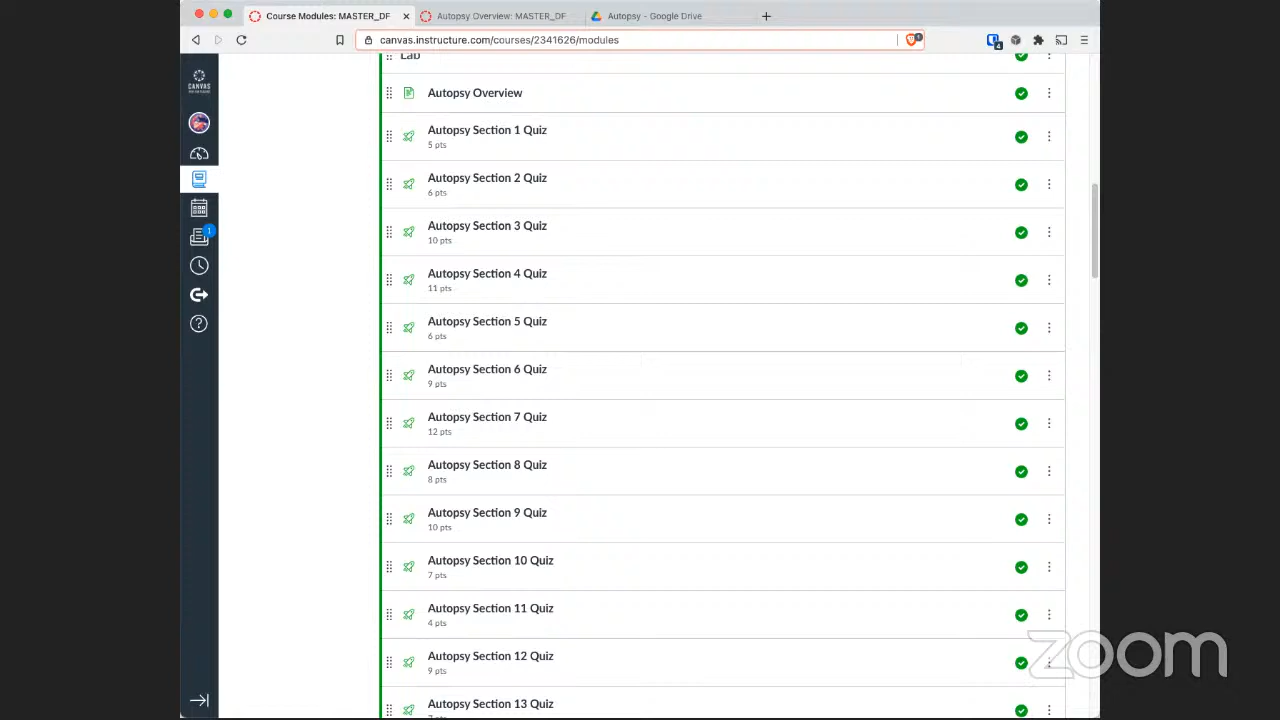 Course Modules: MASTER_DF
Autopsy Overview: MASTER_DF
Autopsy - Google Drive
canvas.instructure.com/courses/2341626/modules
1
4
CANVAS
1
Lab
Autopsy Overview
Autopsy Section 1 Quiz
5 pts
Autopsy Section 2 Quiz
6 pts
Autopsy Section 3 Quiz
10 pts
Autopsy Section 4 Quiz
11 pts
Autopsy Section 5 Quiz
6 pts
Autopsy Section 6 Quiz
9 pts
Autopsy Section 7 Quiz
12 pts
Autopsy Section 8 Quiz
8 pts
Autopsy Section 9 Quiz
10 pts
Autopsy Section 10 Quiz
7 pts
Autopsy Section 11 Quiz
4 pts
Autopsy Section 12 Quiz
9 pts
Autopsy Section 13 Quiz
zoom